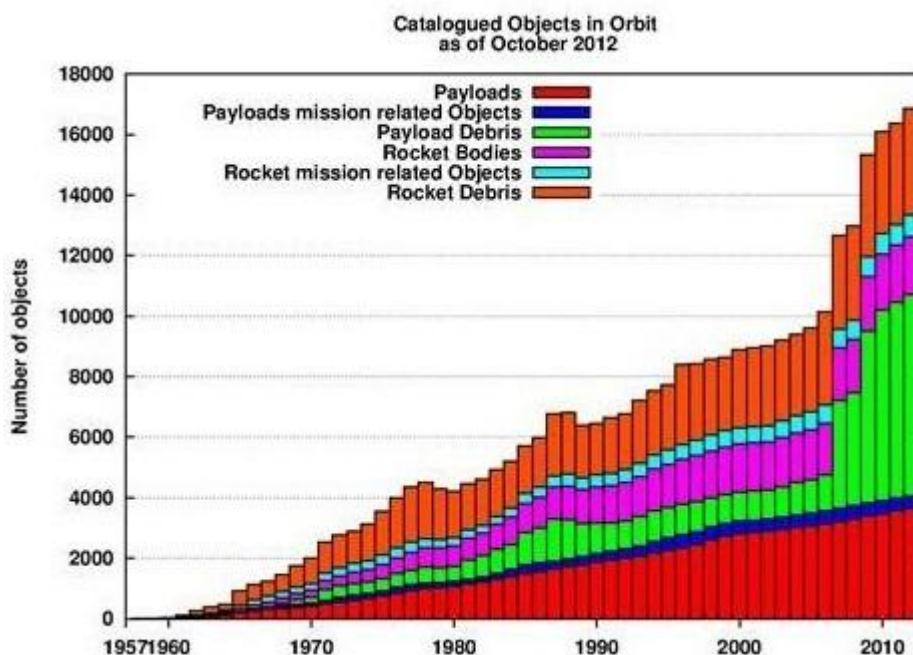 Catalogued Objects in Orbit
as of October 2012
18000
16000
14000
12000
10000
8000
6000
4000
2000
0
Number of objects
Payloads
Payloads mission related Objects
Payload Debris
Rocket Bodies
Rocket mission related Objects
Rocket Debris
19571960 1970 1980 1990 2000 2010